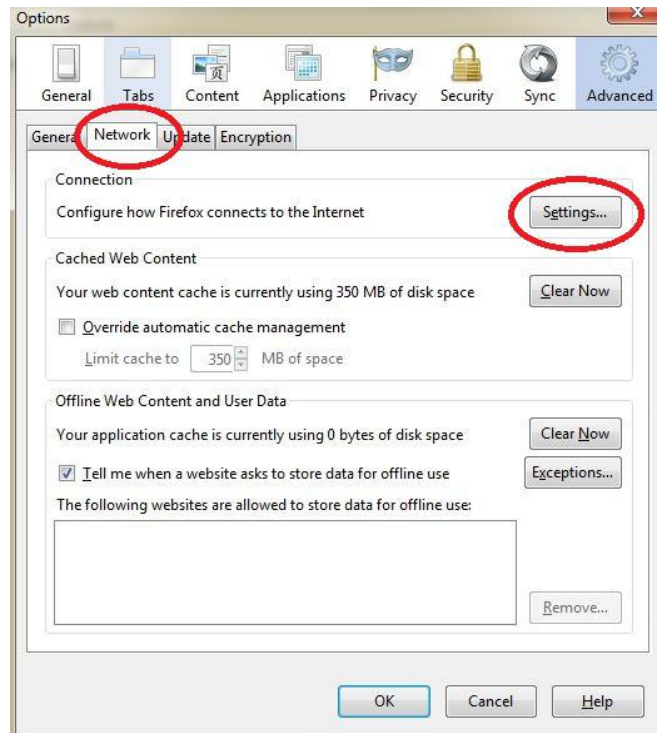 Options
General Tabs Content Applications Privacy Security Sync Advanced
General Network Update Encryption
Connection
Configure how Firefox connects to the Internet Settings...
Cached Web Content
Your web content cache is currently using 350 MB of disk space Clear Now
Override automatic cache management
Limit cache to 350 MB of space
Offline Web Content and User Data
Your application cache is currently using 0 bytes of disk space Clear Now
Tell me when a website asks to store data for offline use Exceptions...
The following websites are allowed to store data for offline use:
Remove...
OK Cancel Help